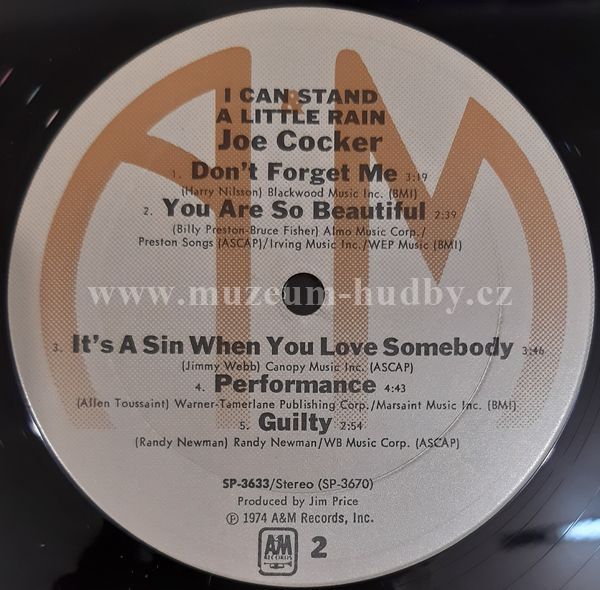 I CAN STAND
A LITTLE RAIN
Joe Cocker
1. Don't Forget Me 3:19
(Harry Nilsson) Blackwood Music Inc. (BMI)
2. You Are So Beautiful 2:39
(Billy Preston-Bruce Fisher) Almo Music Corp./
Preston Songs (ASCAP)/Irving Music Inc./WEP Music (BMI)
www.muzeum-hudby.cz
3. It's A Sin When You Love Somebody 3:46
(Jimmy Webb) Canopy Music Inc. (ASCAP)
4. Performance 4:43
(Allen Toussaint) Warner-Tamerlane Publishing Corp./Marsaint Music Inc. (BMI)
5. Guilty 2:54
(Randy Newman) Randy Newman/WB Music Corp. (ASCAP)
SP-3633/Stereo (SP-3670)
Produced by Jim Price
℗ 1974 A&M Records, Inc.
A&M RECORDS 2